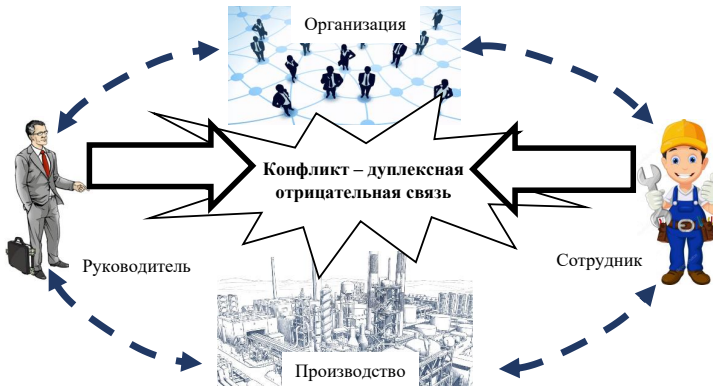 Организация
Конфликт – дуплексная
отрицательная связь
Руководитель
Сотрудник
Производство